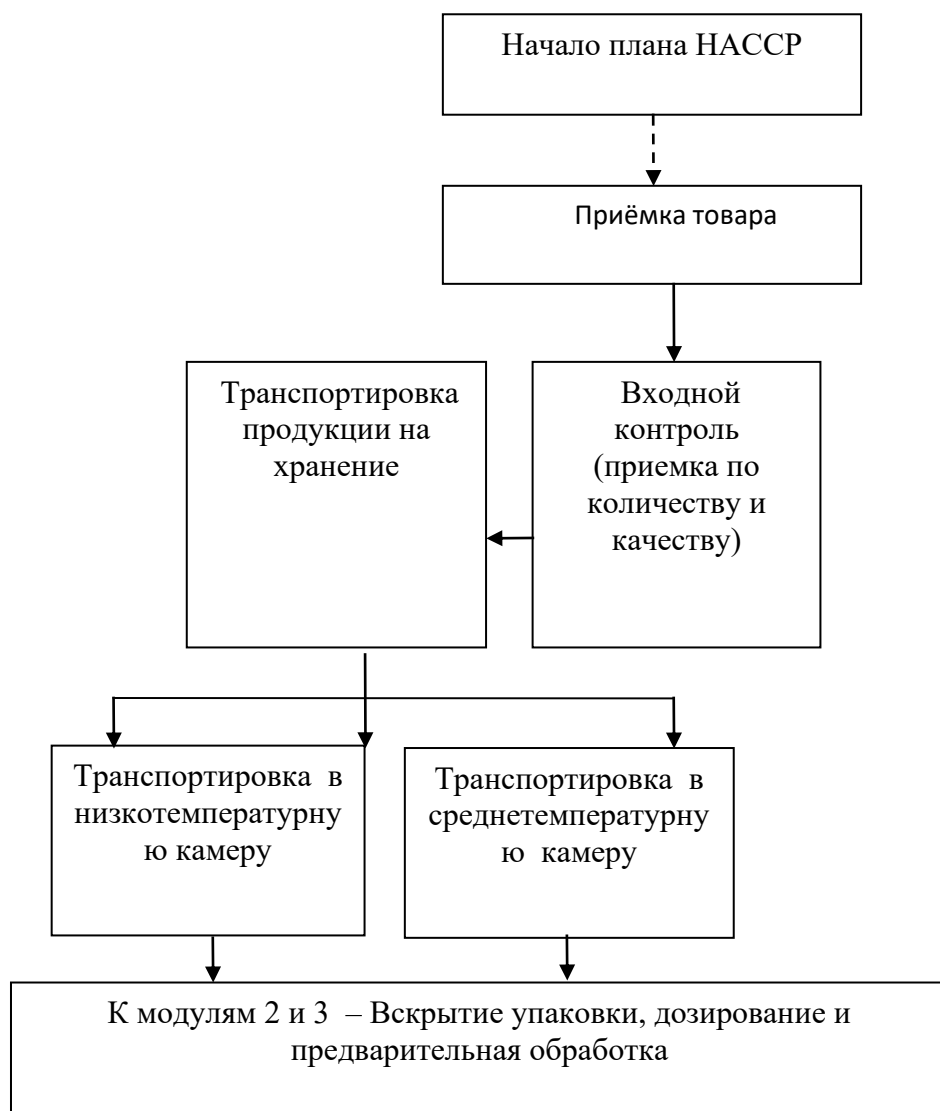 Начало плана НАССР
Приёмка товара
Транспортировка
продукции на
хранение
Входной
контроль
(приемка по
количеству и
качеству)
Транспортировка в
низкотемпературну
ю камеру
Транспортировка в
среднетемпературну
ю камеру
К модулям 2 и 3 – Вскрытие упаковки, дозирование и
предварительная обработка